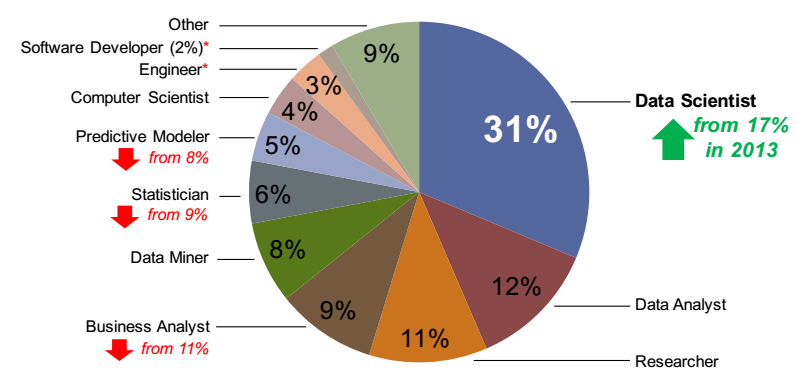 Other
9%
Software Developer (2%)*
Engineer*
3%
Computer Scientist
4%
Predictive Modeler
from 8%
5%
Statistician
from 9%
6%
Data Miner
8%
Business Analyst
from 11%
9%
Data Scientist
from 17%
in 2013
31%
Data Analyst
12%
Researcher
11%